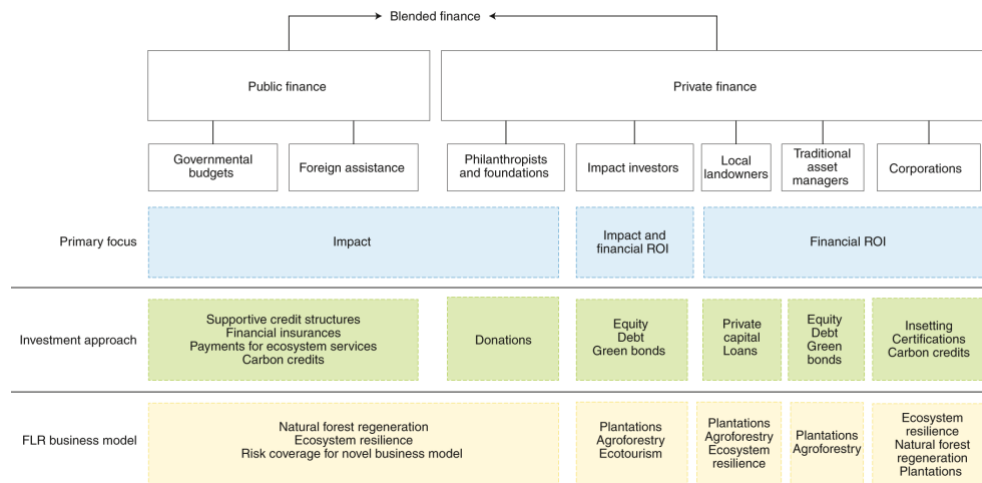 Blended finance
Public finance
Private finance
Governmental
budgets
Foreign assistance
Philanthropists
and foundations
Impact investors
Local
landowners
Traditional
asset
managers
Corporations
Primary focus
Impact
Impact and
financial ROI
Financial ROI
Investment approach
Supportive credit structures
Financial insurances
Payments for ecosystem services
Carbon credits
Donations
Equity
Debt
Green bonds
Private
capital
Loans
Equity
Debt
Green
bonds
Insetting
Certifications
Carbon credits
FLR business model
Natural forest regeneration
Ecosystem resilience
Risk coverage for novel business model
Plantations
Agroforestry
Ecotourism
Plantations
Agroforestry
Ecosystem
resilience
Plantations
Agroforestry
Ecosystem
resilience
Natural forest
regeneration
Plantations